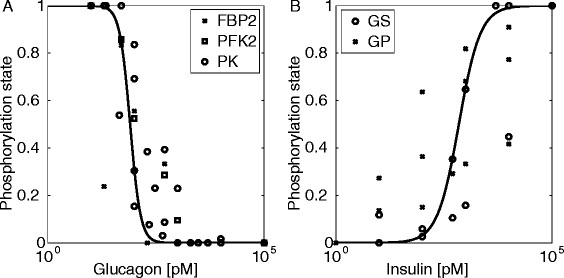 A
Phosphorylation state
1
0.8
0.6
0.4
0.2
0
10^0
10^5
Glucagon [pM]
FBP2
PFK2
PK
B
Phosphorylation state
1
0.8
0.6
0.4
0.2
0
10^0
10^5
Insulin [pM]
GS
GP